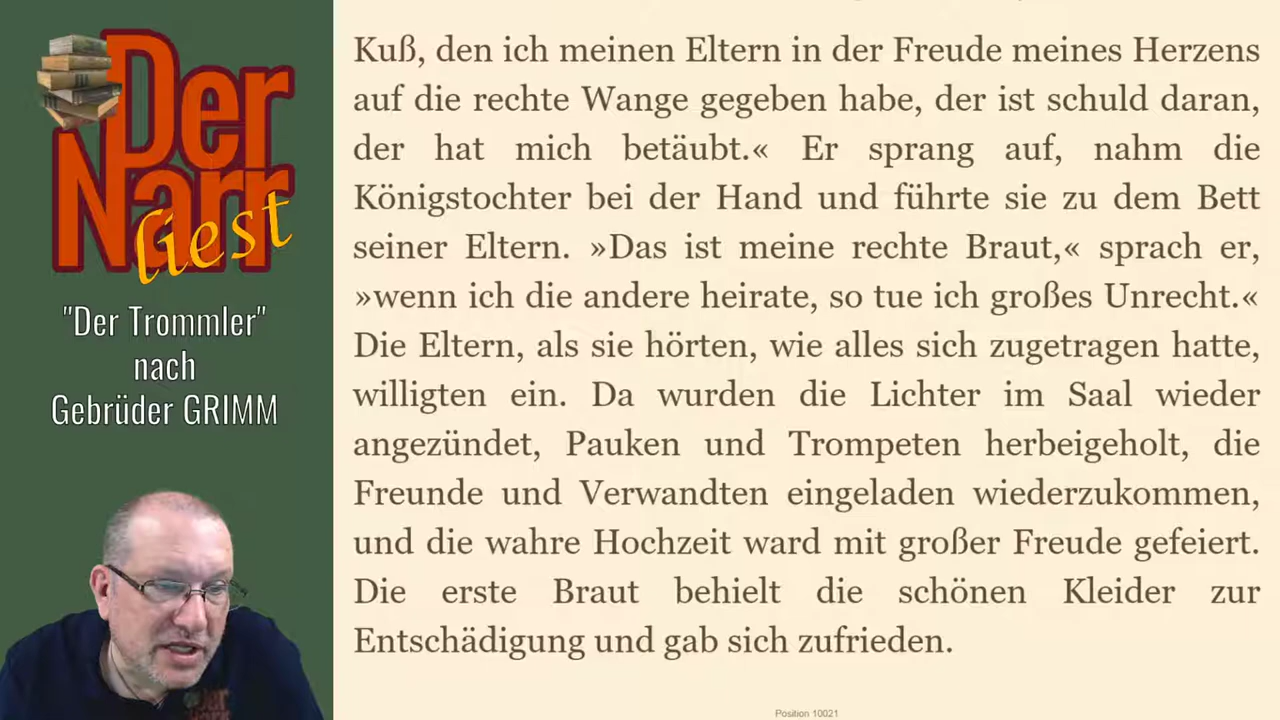 Der
Narr
liest
"Der Trommler"
nach
Gebrüder GRIMM
Kuß, den ich meinen Eltern in der Freude meines Herzens
auf die rechte Wange gegeben habe, der ist schuld daran,
der hat mich betäubt.« Er sprang auf, nahm die
Königstochter bei der Hand und führte sie zu dem Bett
seiner Eltern. »Das ist meine rechte Braut,« sprach er,
»wenn ich die andere heirate, so tue ich großes Unrecht.«
Die Eltern, als sie hörten, wie alles sich zugetragen hatte,
willigten ein. Da wurden die Lichter im Saal wieder
angezündet, Pauken und Trompeten herbeigeholt, die
Freunde und Verwandten eingeladen wiederzukommen,
und die wahre Hochzeit ward mit großer Freude gefeiert.
Die erste Braut behielt die schönen Kleider zur
Entschädigung und gab sich zufrieden.
Position 10021